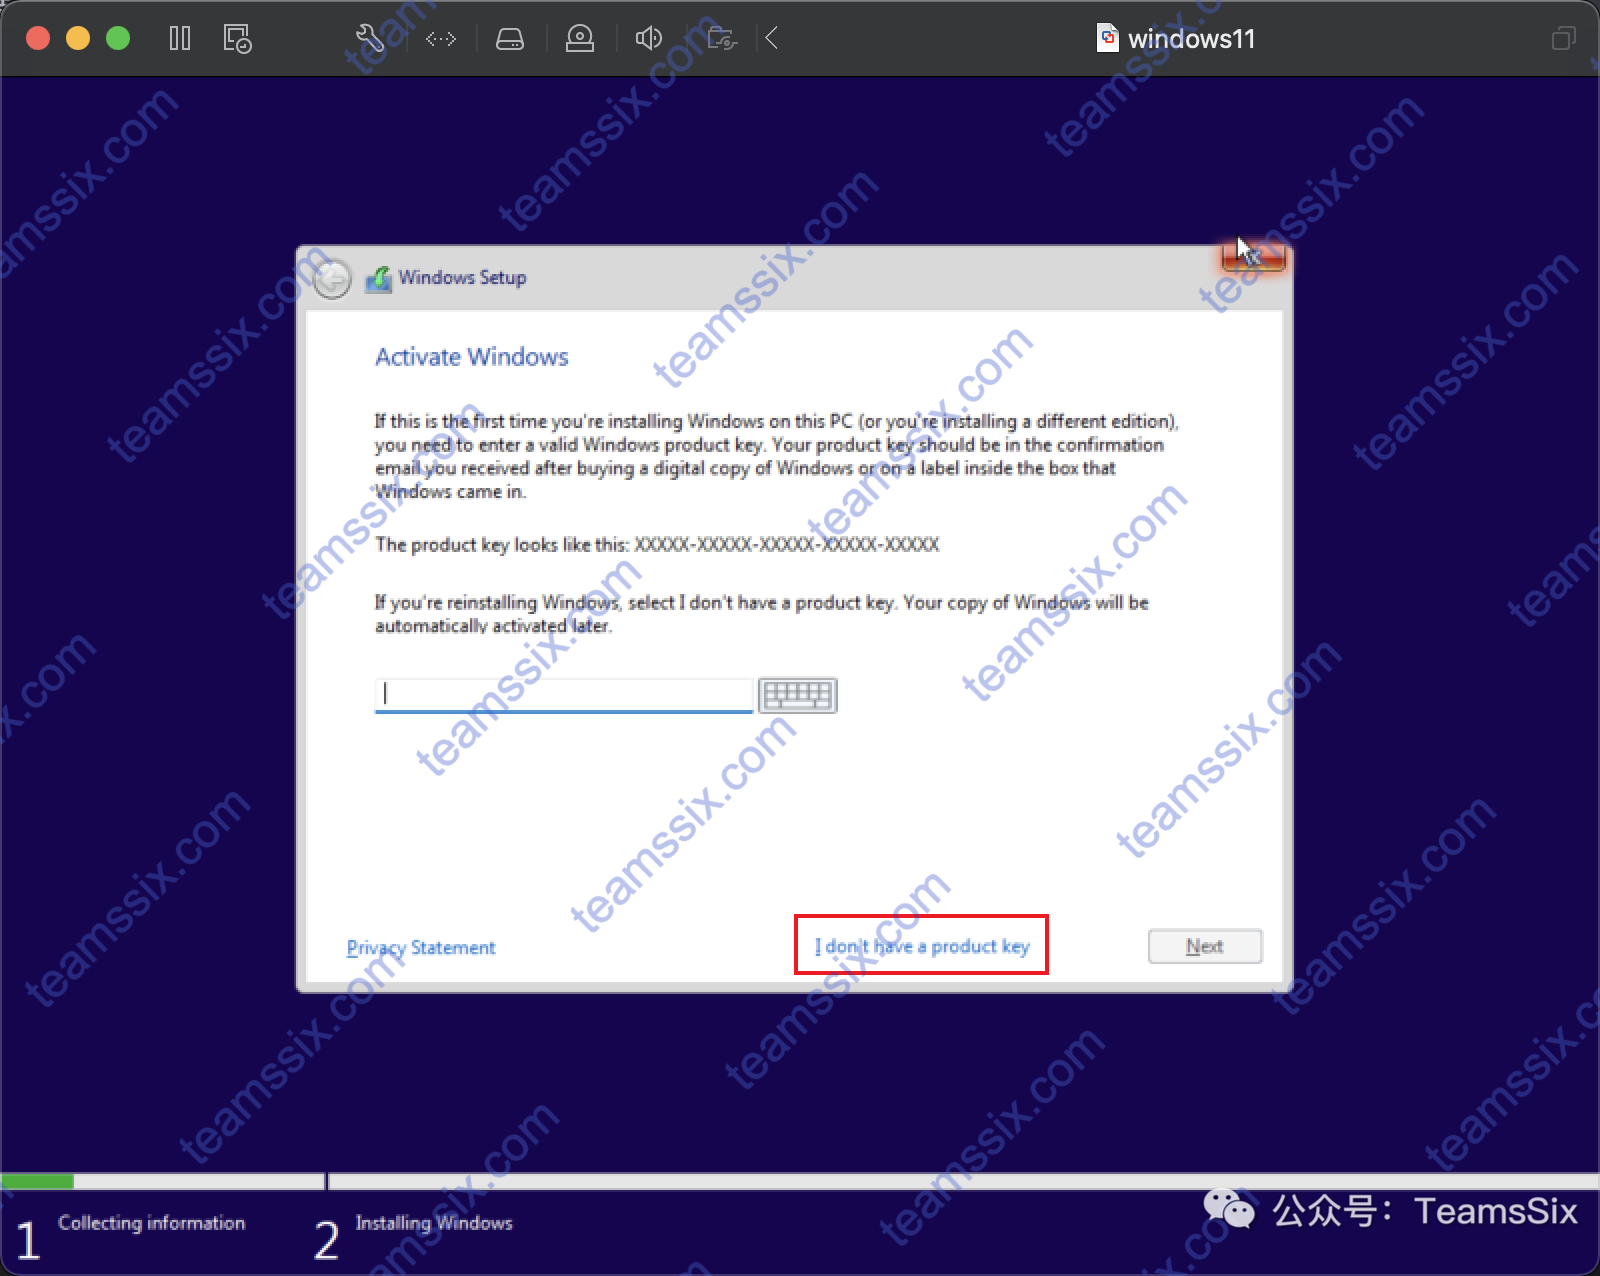 windows11
Windows Setup
Activate Windows
If this is the first time you're installing Windows on this PC (or you're installing a different edition),
you need to enter a valid Windows product key. Your product key should be in the confirmation
email you received after buying a digital copy of Windows or on a label inside the box that
Windows came in.
The product key looks like this: XXXXX-XXXXX-XXXXX-XXXXX-XXXXX
If you're reinstalling Windows, select I don't have a product key. Your copy of Windows will be
automatically activated later.
Privacy Statement
I don't have a product key
Next
1 Collecting information
2 Installing Windows
公众号：TeamsSix
teamssix.com